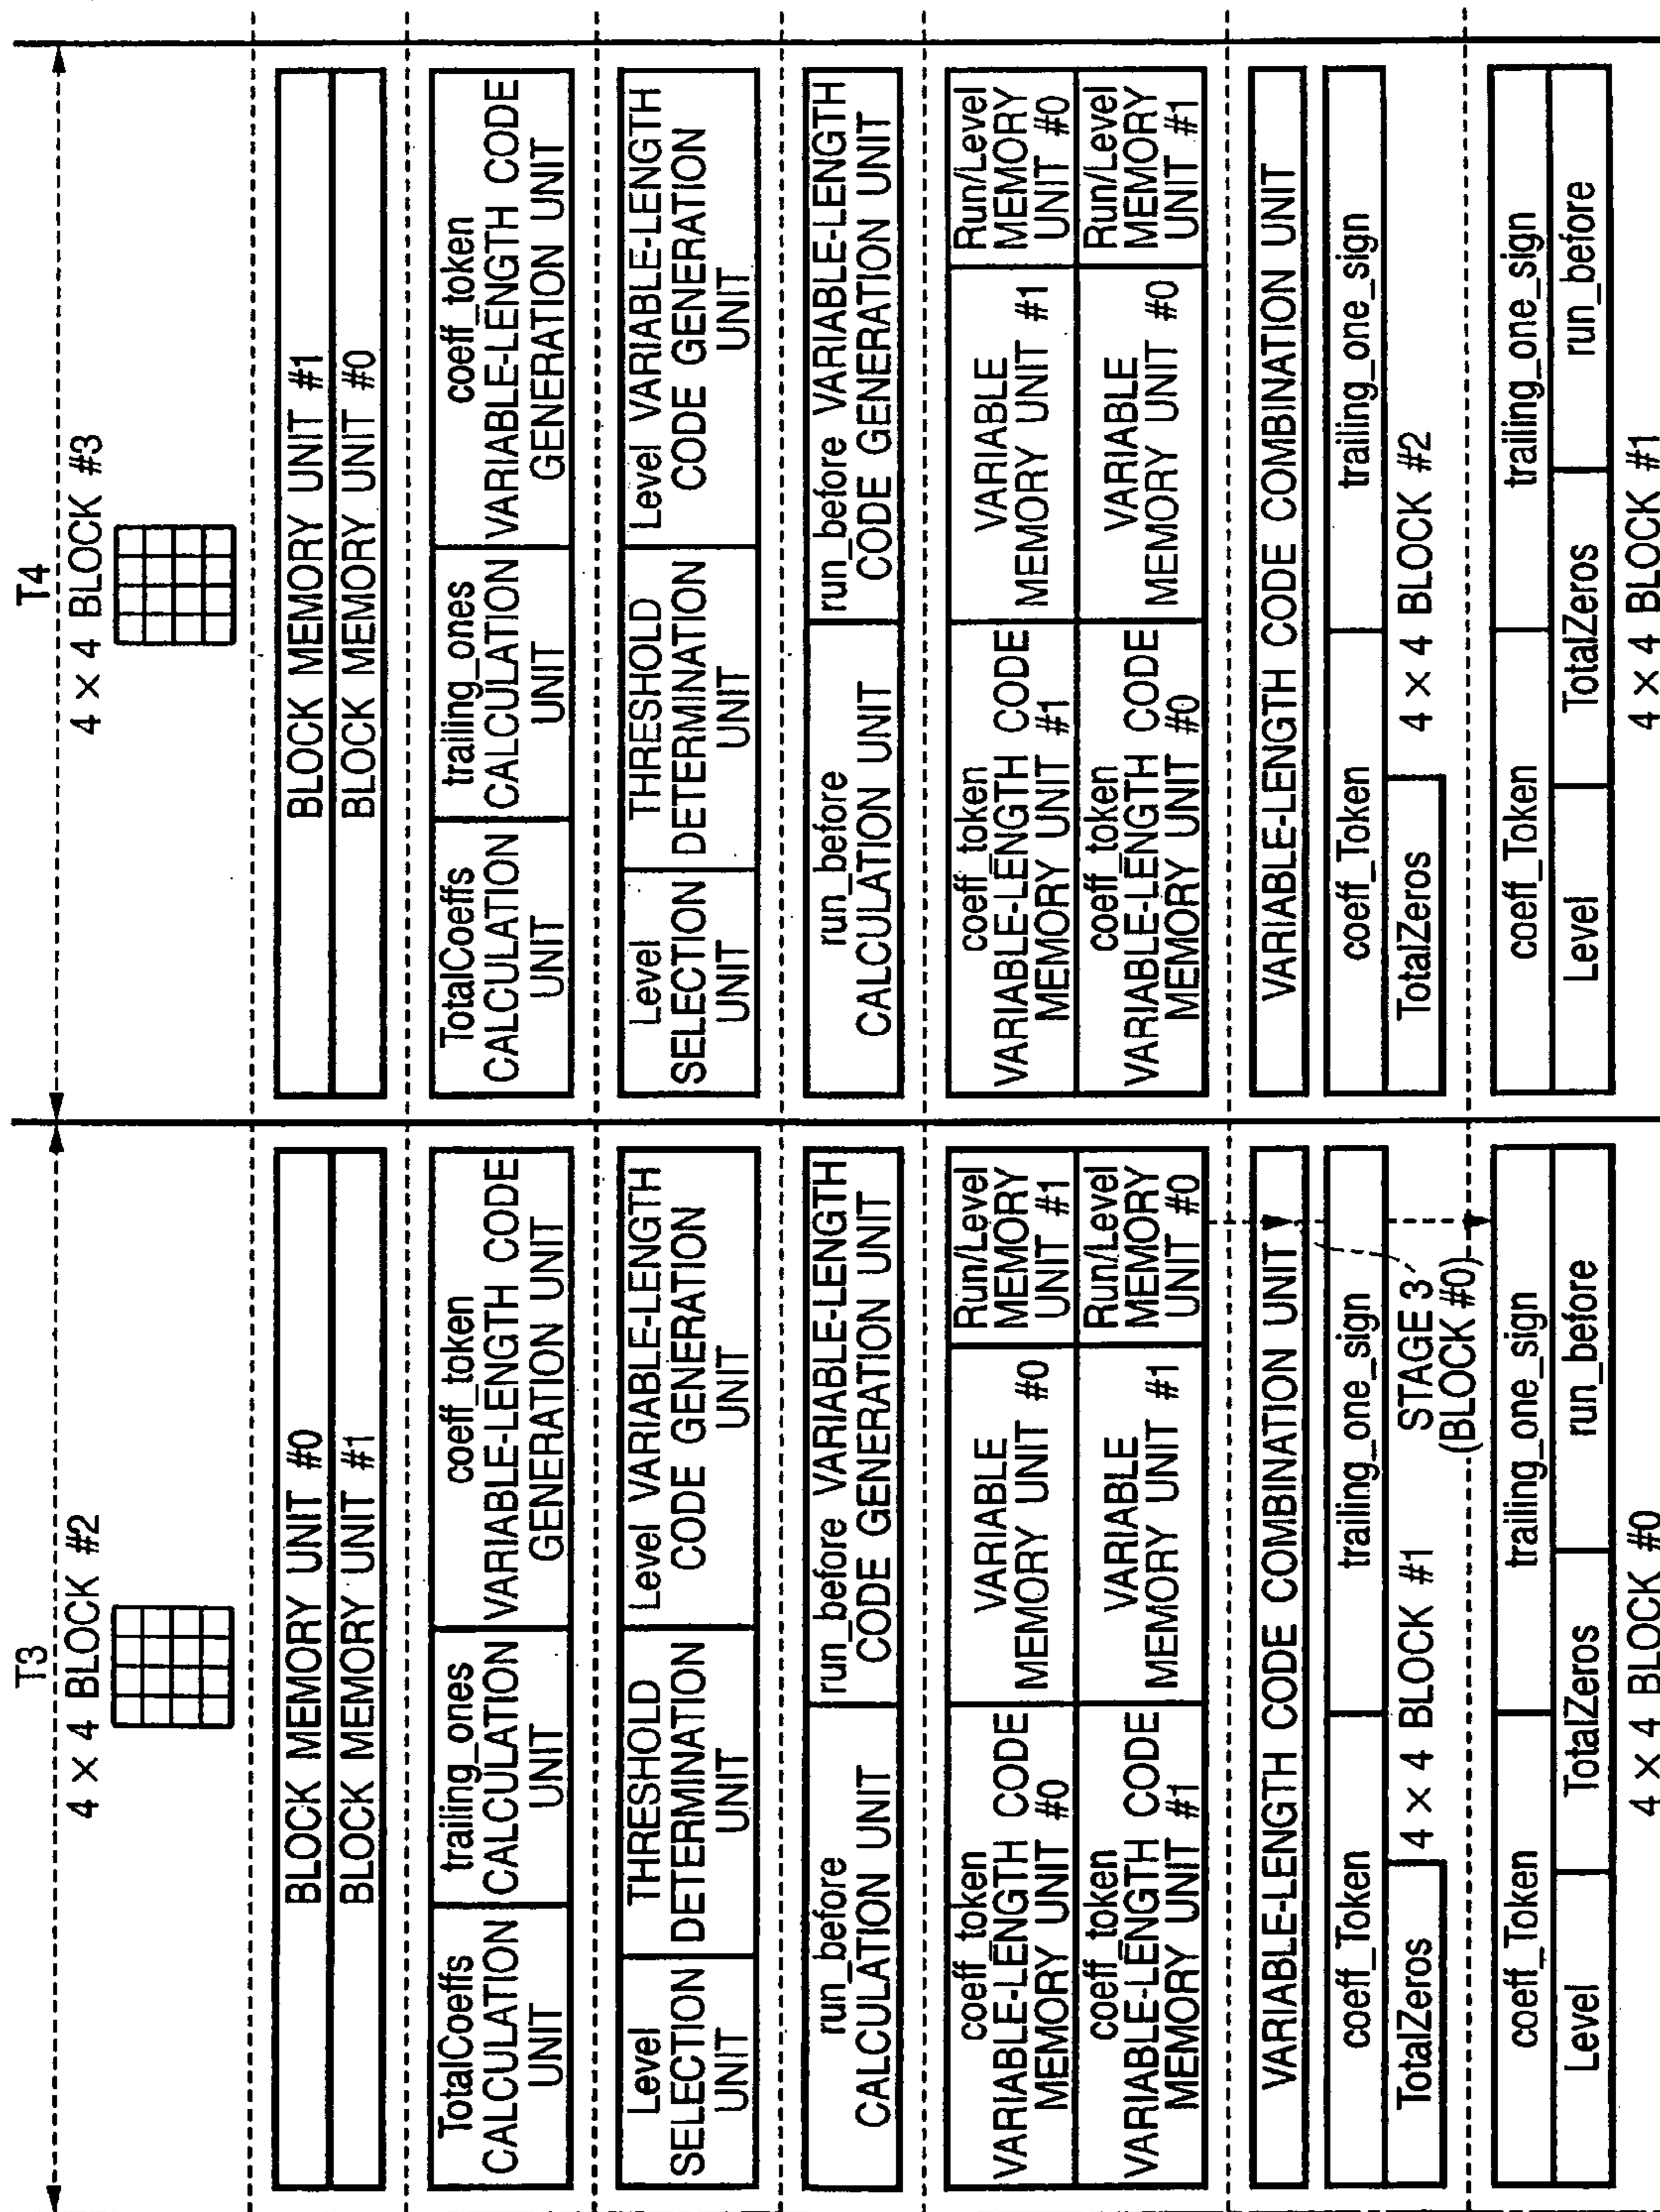 T3
4 × 4 BLOCK #2
BLOCK MEMORY UNIT #0
BLOCK MEMORY UNIT #1
TotalCoeffs
CALCULATION
UNIT
trailing_ones
CALCULATION
UNIT
coeff_token
VARIABLE-LENGTH CODE
GENERATION UNIT
Level
SELECTION
UNIT
THRESHOLD
DETERMINATION
UNIT
Level VARIABLE-LENGTH
CODE GENERATION
UNIT
run_before
CALCULATION UNIT
run_before VARIABLE-LENGTH
CODE GENERATION UNIT
coeff_token
VARIABLE-LENGTH CODE
MEMORY UNIT #0
VARIABLE
MEMORY UNIT #0
Run/Level
MEMORY
UNIT #1
coeff_token
VARIABLE-LENGTH CODE
MEMORY UNIT #1
VARIABLE
MEMORY UNIT #1
Run/Level
MEMORY
UNIT #0
VARIABLE-LENGTH CODE COMBINATION UNIT
coeff_Token
trailing_one_sign
TotalZeros
4 × 4 BLOCK #1
STAGE 3
(BLOCK #0)
coeff_Token
trailing_one_sign
Level
TotalZeros
run_before
4 × 4 BLOCK #0
T4
4 × 4 BLOCK #3
BLOCK MEMORY UNIT #1
BLOCK MEMORY UNIT #0
TotalCoeffs
CALCULATION
UNIT
trailing_ones
CALCULATION
UNIT
coeff_token
VARIABLE-LENGTH CODE
GENERATION UNIT
Level
SELECTION
UNIT
THRESHOLD
DETERMINATION
UNIT
Level VARIABLE-LENGTH
CODE GENERATION
UNIT
run_before
CALCULATION UNIT
run_before VARIABLE-LENGTH
CODE GENERATION UNIT
coeff_token
VARIABLE-LENGTH CODE
MEMORY UNIT #1
VARIABLE
MEMORY UNIT #1
Run/Level
MEMORY
UNIT #0
coeff_token
VARIABLE-LENGTH CODE
MEMORY UNIT #0
VARIABLE
MEMORY UNIT #0
Run/Level
MEMORY
UNIT #1
VARIABLE-LENGTH CODE COMBINATION UNIT
coeff_Token
trailing_one_sign
TotalZeros
4 × 4 BLOCK #2
coeff_Token
trailing_one_sign
Level
TotalZeros
run_before
4 × 4 BLOCK #1